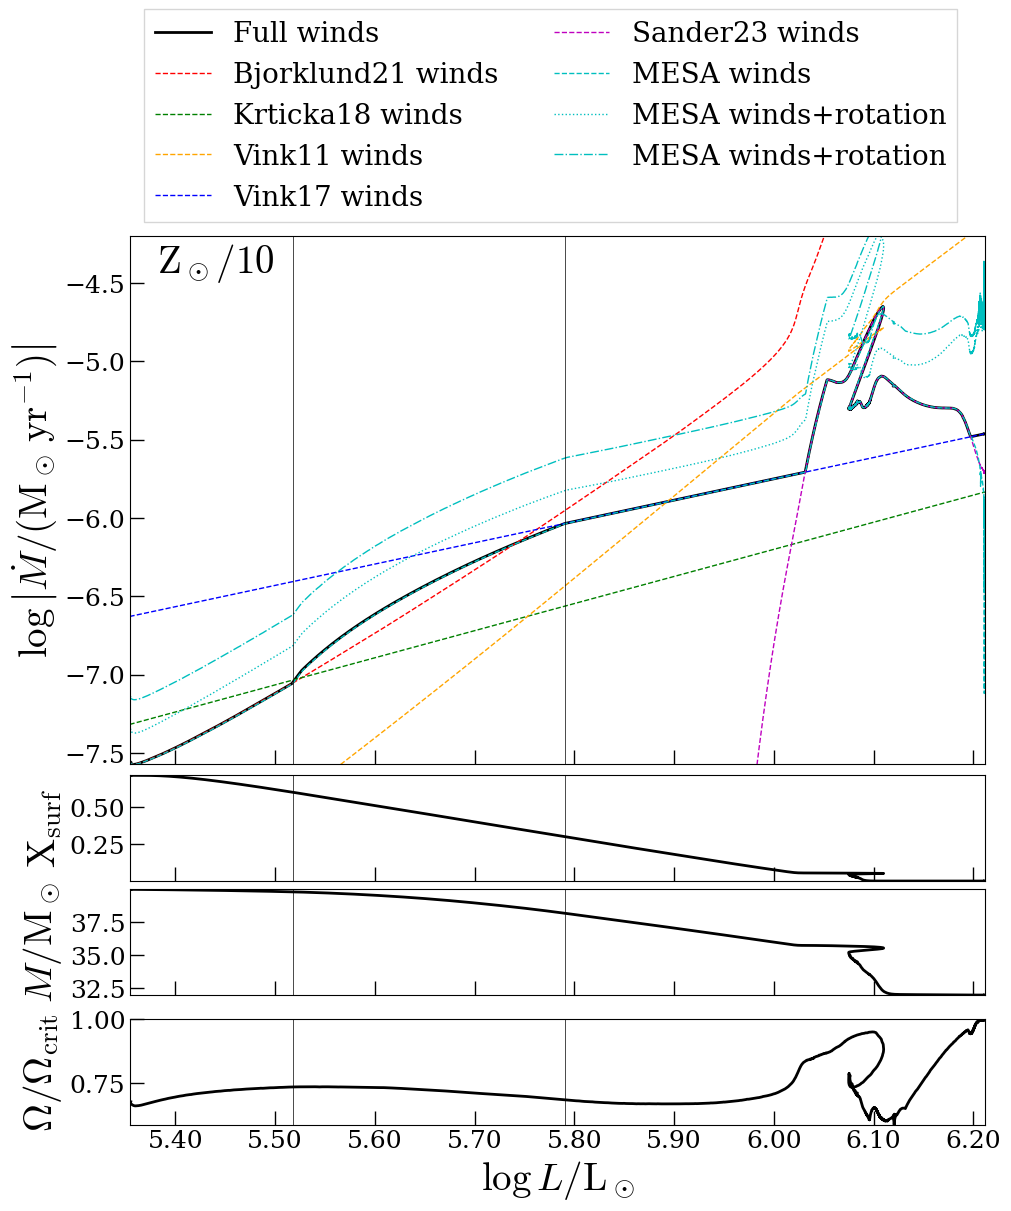 Full winds
Bjorklund21 winds
Krticka18 winds
Vink11 winds
Vink17 winds
Sander23 winds
MESA winds
MESA winds+rotation
MESA winds+rotation
Z⊙/10
log |Ṁ/(M⊙ yr⁻¹)|
−4.5
−5.0
−5.5
−6.0
−6.5
−7.0
−7.5
X_surf
0.50
0.25
M/M⊙
37.5
35.0
32.5
Ω/Ω_crit
1.00
0.75
5.40 5.50 5.60 5.70 5.80 5.90 6.00 6.10 6.20
log L/L⊙